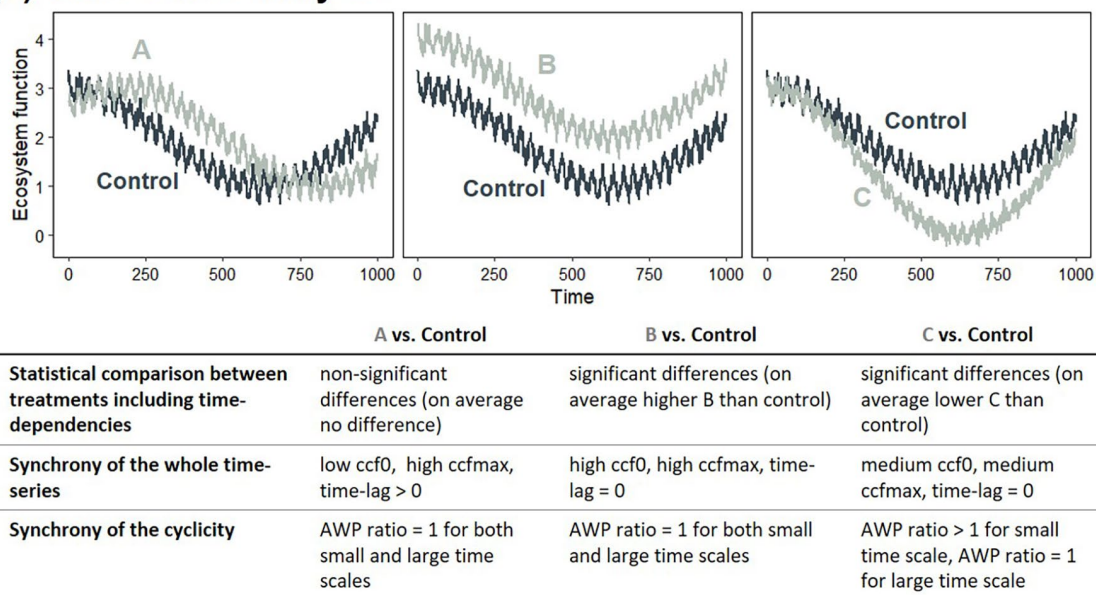 Ecosystem function
4
3
2
1
0
A
Control
B
Control
Control
C
0 250 500 750 1000
0 250 500 750 1000
0 250 500 750 1000
Time
A vs. Control
B vs. Control
C vs. Control
Statistical comparison between
treatments including time-
dependencies
non-significant
differences (on average
no difference)
significant differences (on
average higher B than control)
significant differences (on
average lower C than
control)
Synchrony of the whole time-
series
low ccf0, high ccfmax,
time-lag > 0
high ccf0, high ccfmax, time-
lag = 0
medium ccf0, medium
ccfmax, time-lag = 0
Synchrony of the cyclicity
AWP ratio = 1 for both
small and large time
scales
AWP ratio = 1 for both small
and large time scales
AWP ratio > 1 for small
time scale, AWP ratio = 1
for large time scale